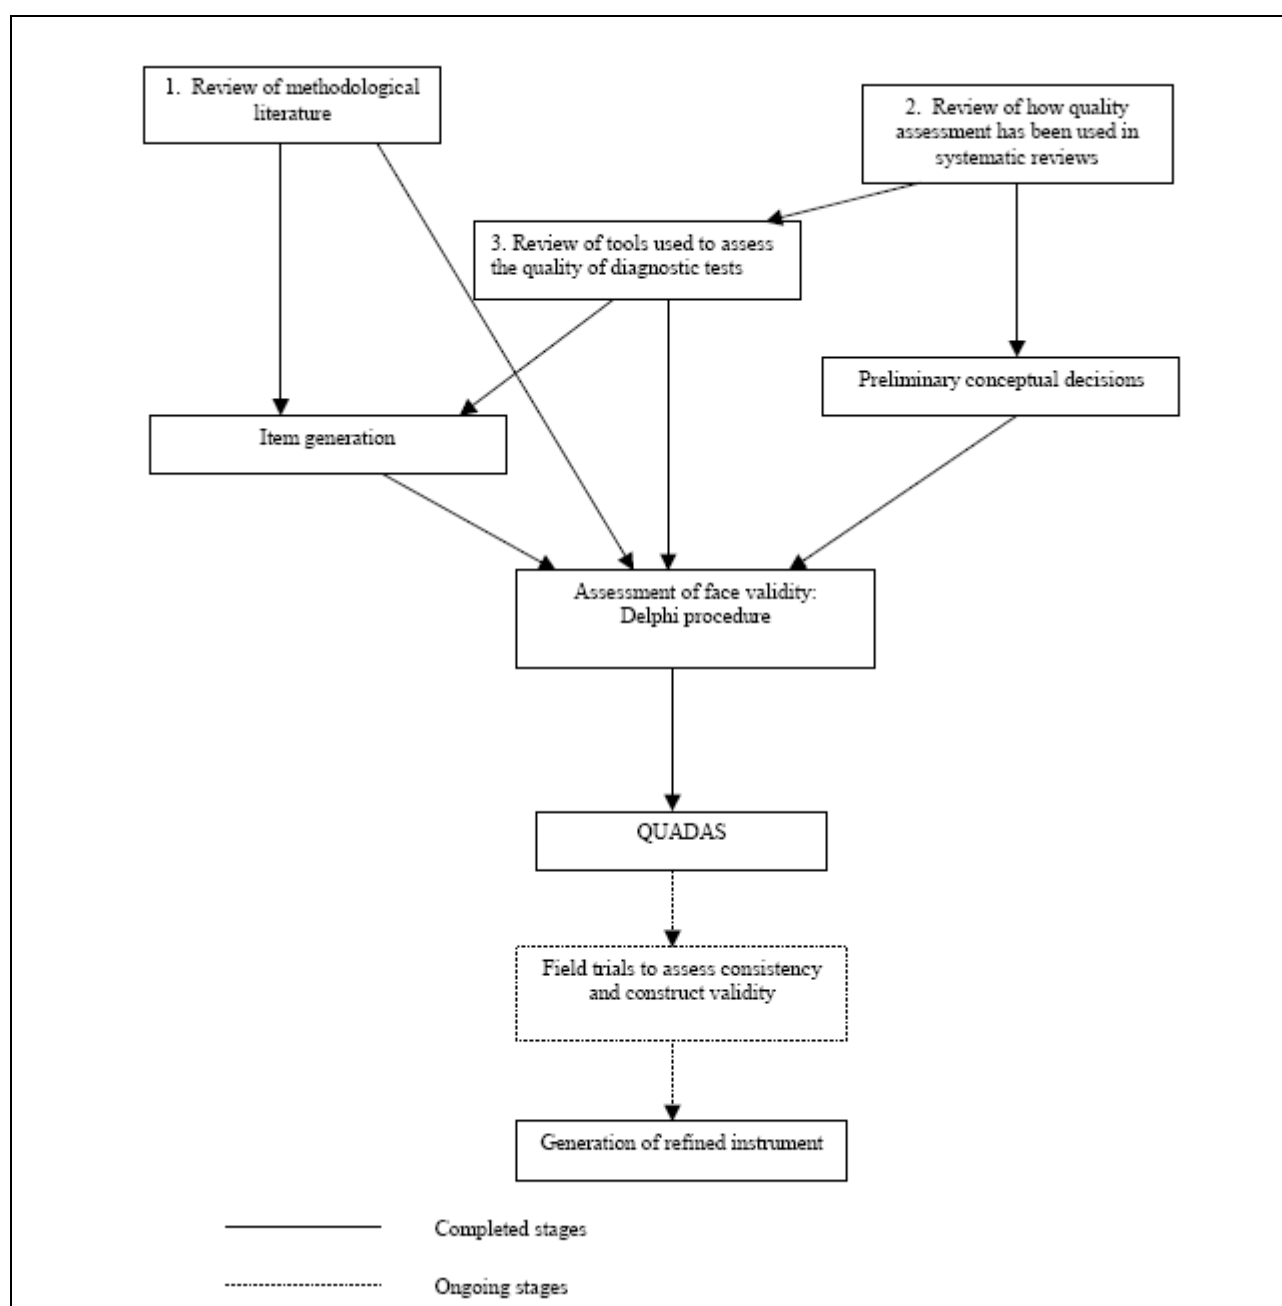 1. Review of methodological
literature
2. Review of how quality
assessment has been used in
systematic reviews
3. Review of tools used to assess
the quality of diagnostic tests
Preliminary conceptual decisions
Item generation
Assessment of face validity:
Delphi procedure
QUADAS
Field trials to assess consistency
and construct validity
Generation of refined instrument
Completed stages
Ongoing stages